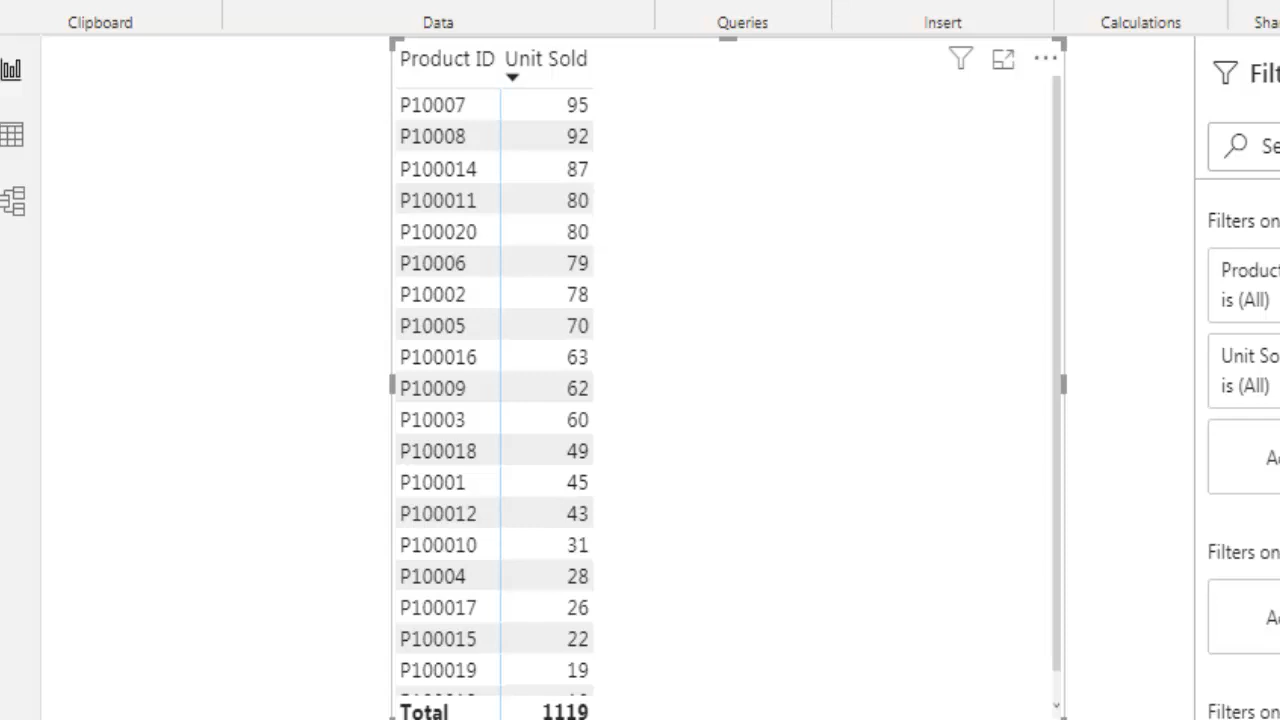 Clipboard
Data
Queries
Insert
Calculations
Product ID Unit Sold
P10007 95
P10008 92
P100014 87
P100011 80
P100020 80
P10006 79
P10002 78
P10005 70
P100016 63
P10009 62
P10003 60
P100018 49
P10001 45
P100012 43
P100010 31
P10004 28
P100017 26
P100015 22
P100019 19
Total 1119
Filters on
Product
is (All)
Unit So
is (All)
Filters on
Filters on